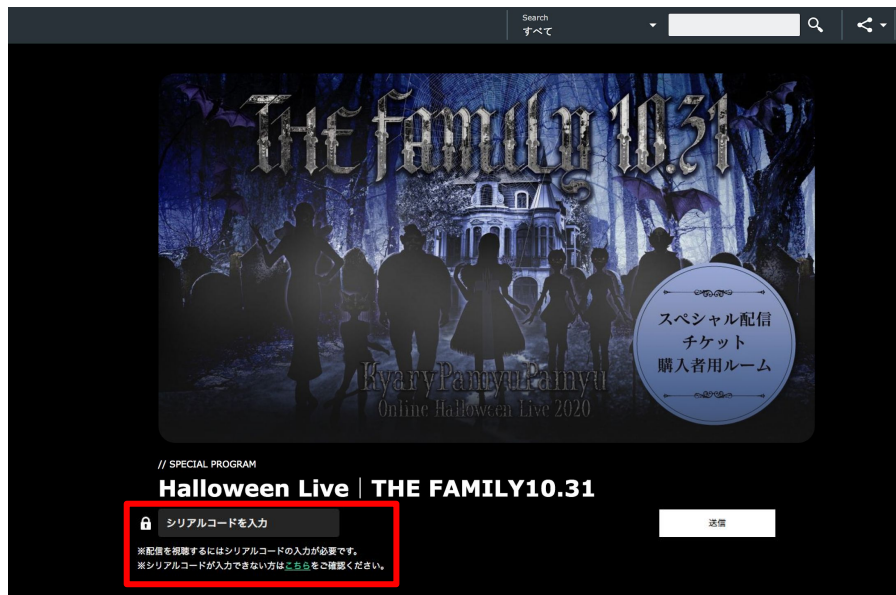 Search
すべて
THE FAMILY 10.31
スペシャル配信
チケット
購入者用ルーム
KyaryPamyuPamyu
Online Halloween Live 2020
// SPECIAL PROGRAM
Halloween Live｜THE FAMILY10.31
シリアルコードを入力
送信
※配信を視聴するにはシリアルコードの入力が必要です。
※シリアルコードが入力できない方はこちらをご確認ください。